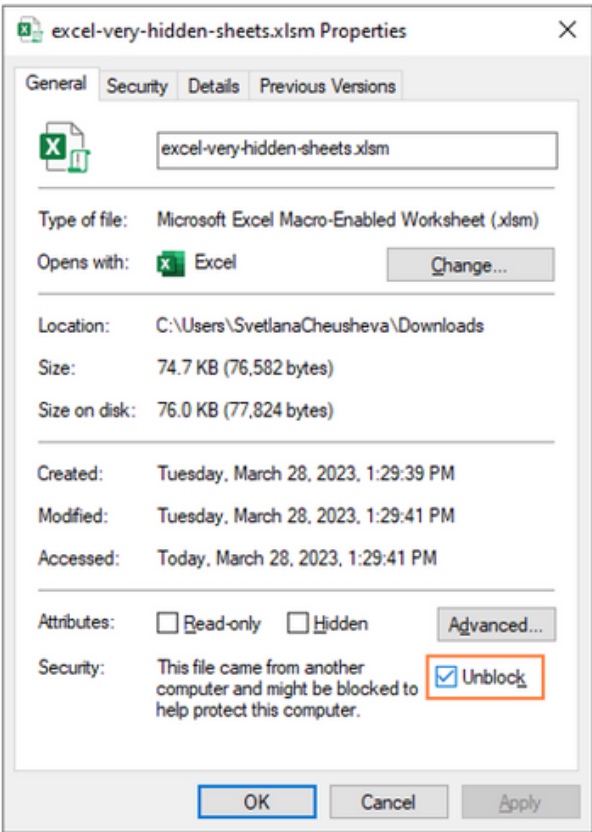 excel-very-hidden-sheets.xlsm Properties
General Security Details Previous Versions
excel-very-hidden-sheets.xlsm
Type of file: Microsoft Excel Macro-Enabled Worksheet (.xlsm)
Opens with: Excel Change...
Location: C:\Users\SvetlanaCheusheva\Downloads
Size: 74.7 KB (76,582 bytes)
Size on disk: 76.0 KB (77,824 bytes)
Created: Tuesday, March 28, 2023, 1:29:39 PM
Modified: Tuesday, March 28, 2023, 1:29:41 PM
Accessed: Today, March 28, 2023, 1:29:41 PM
Attributes: Read-only Hidden Advanced...
Security: This file came from another
computer and might be blocked to
help protect this computer.
Unblock
OK Cancel Apply